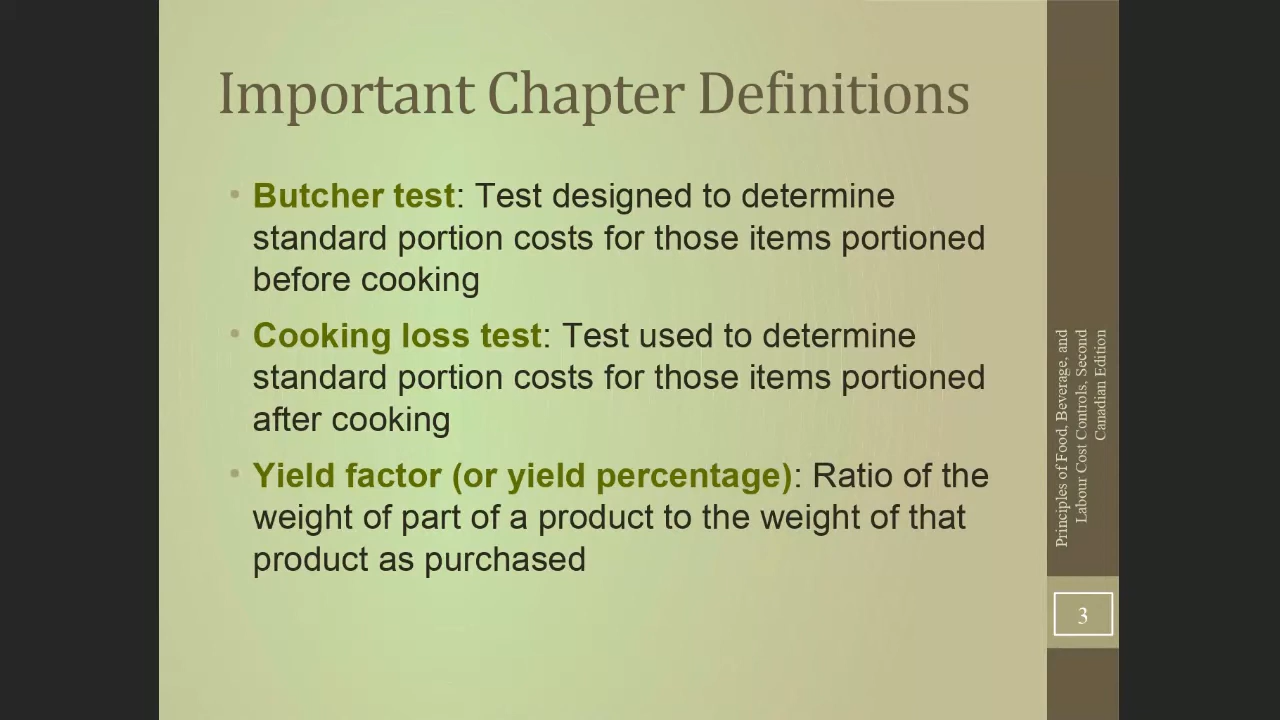 Important Chapter Definitions
• Butcher test: Test designed to determine
standard portion costs for those items portioned
before cooking
• Cooking loss test: Test used to determine
standard portion costs for those items portioned
after cooking
• Yield factor (or yield percentage): Ratio of the
weight of part of a product to the weight of that
product as purchased
Principles of Food, Beverage, and
Labour Cost Controls, Second
Canadian Edition
3